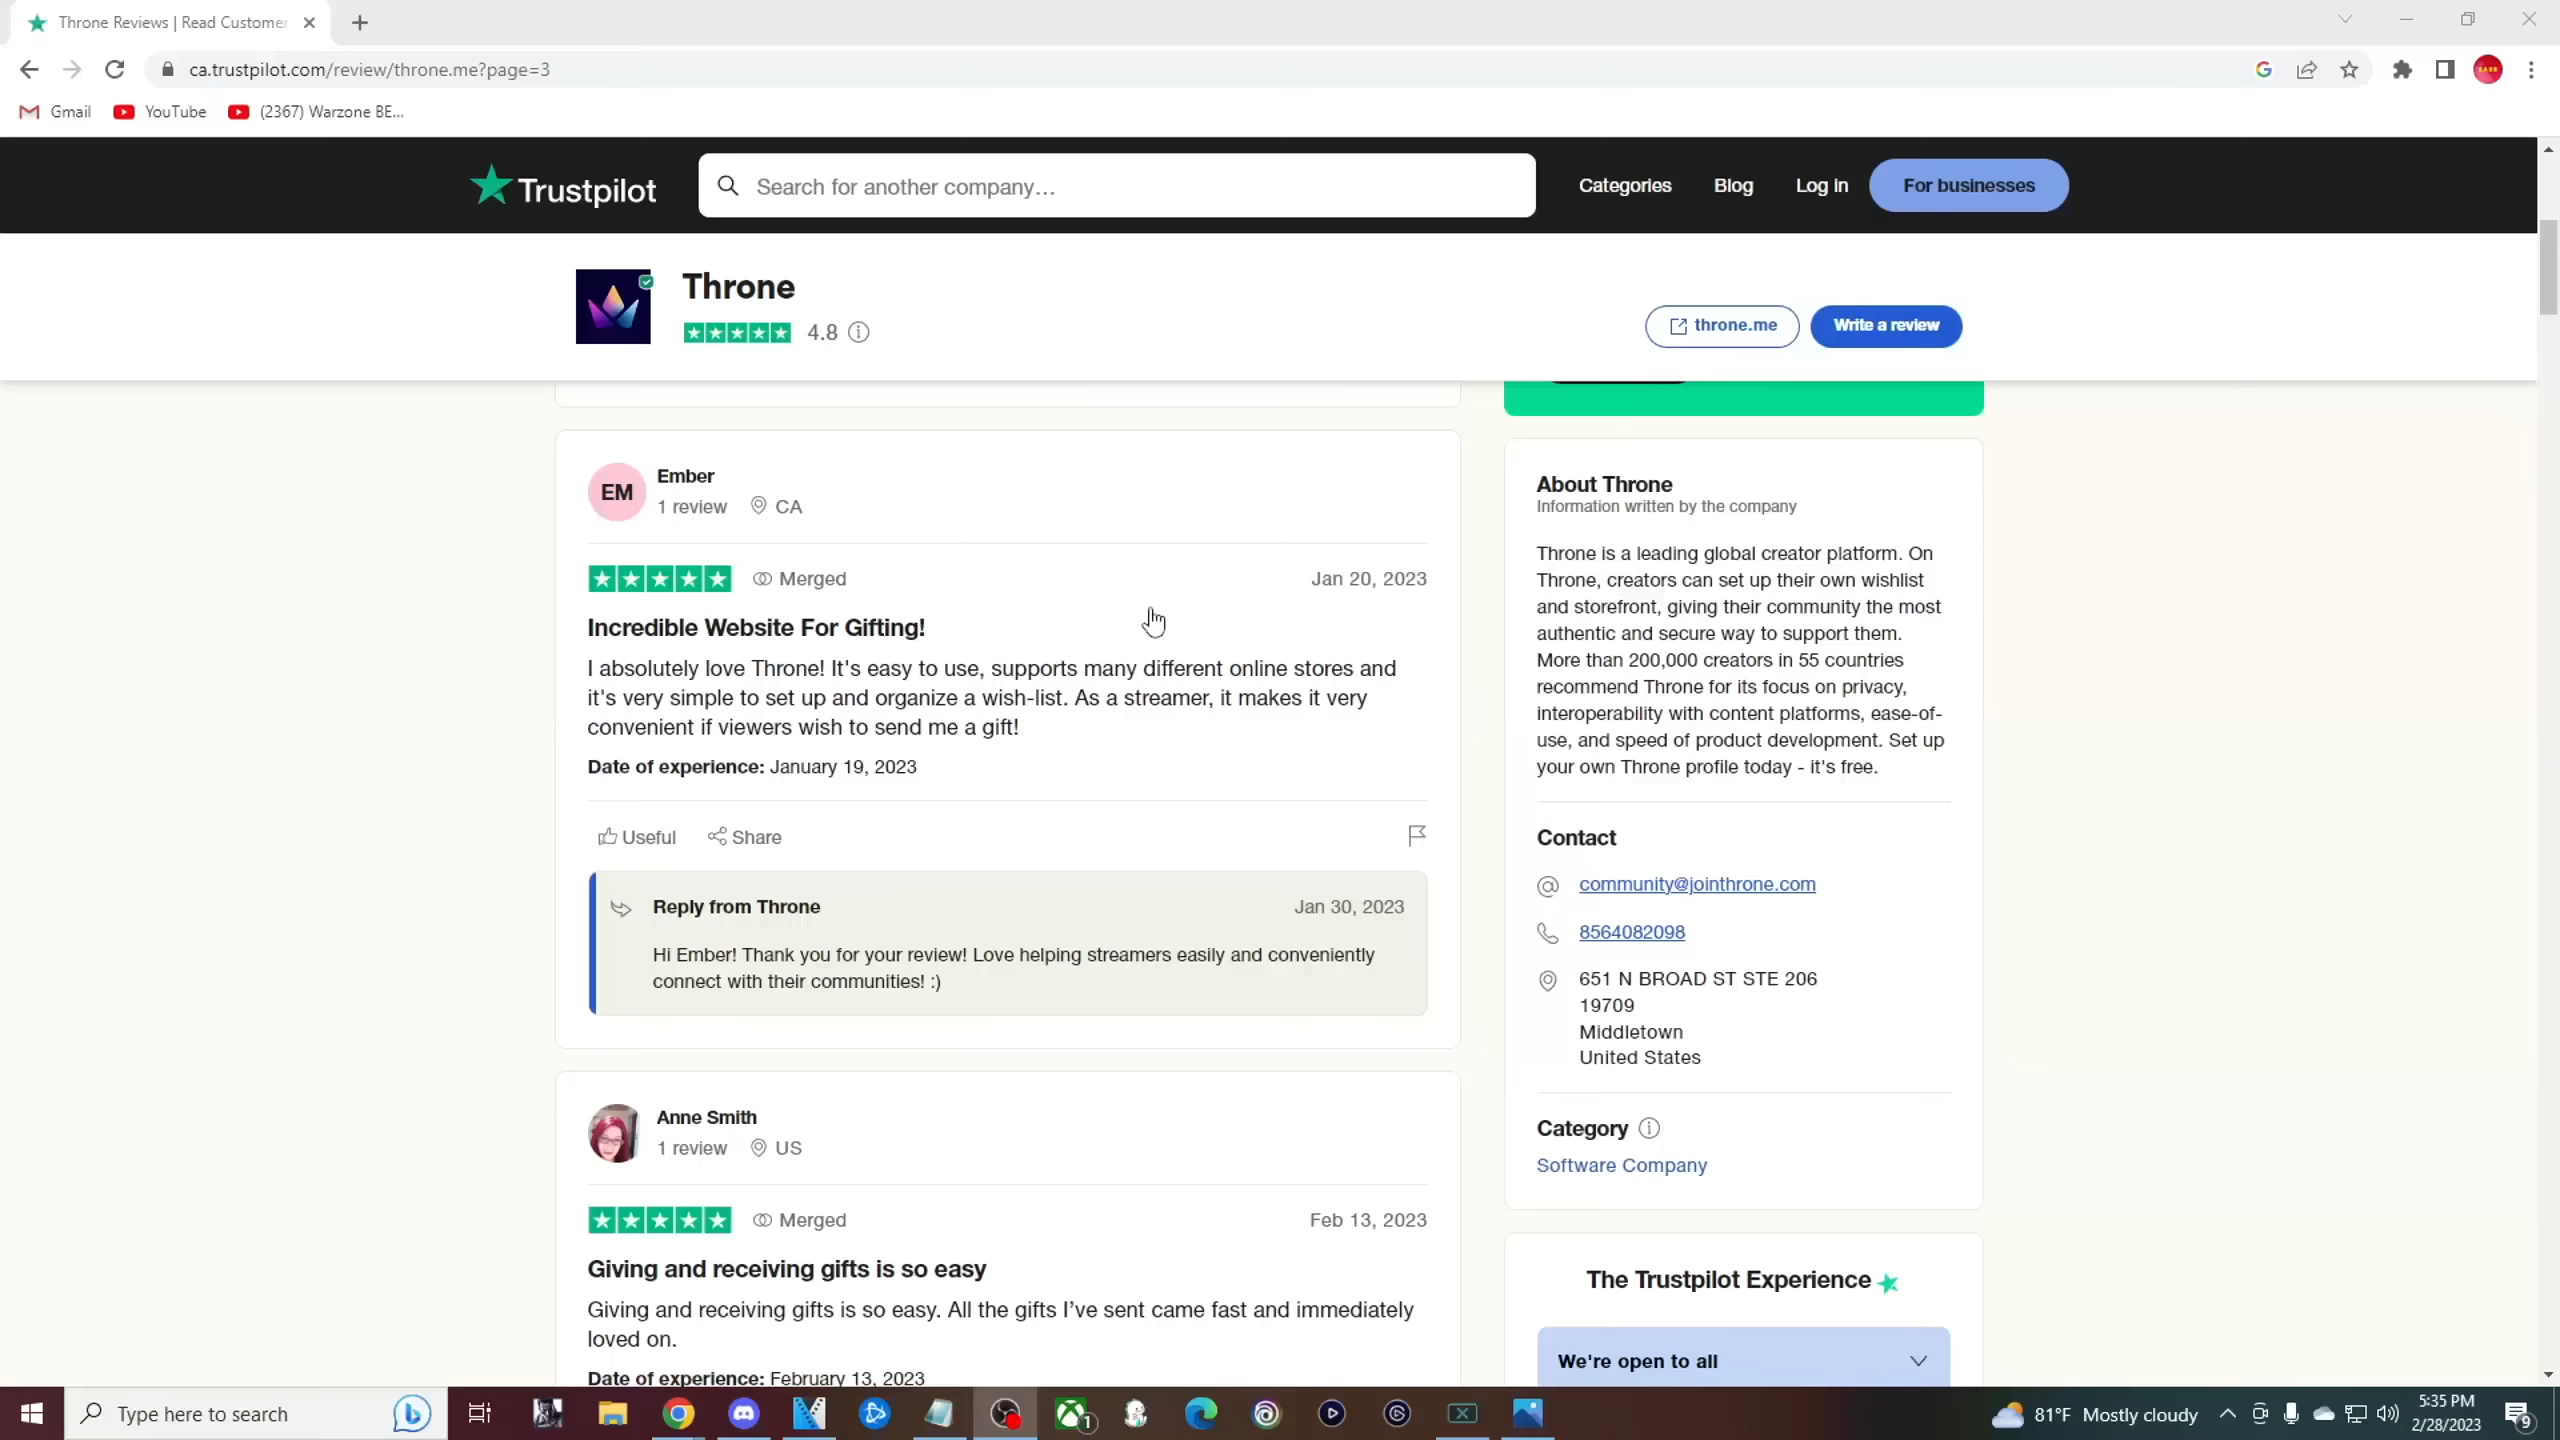 Throne Reviews | Read Customer
ca.trustpilot.com/review/throne.me?page=3
Gmail
YouTube
(2367) Warzone BE...
Trustpilot
Search for another company…
Categories
Blog
Log in
For businesses
Throne
4.8
throne.me
Write a review
EM
Ember
1 review
CA
Merged
Jan 20, 2023
Incredible Website For Gifting!
I absolutely love Throne! It's easy to use, supports many different online stores and
it's very simple to set up and organize a wish-list. As a streamer, it makes it very
convenient if viewers wish to send me a gift!
Date of experience: January 19, 2023
Useful
Share
Reply from Throne
Jan 30, 2023
Hi Ember! Thank you for your review! Love helping streamers easily and conveniently
connect with their communities! :)
Anne Smith
1 review
US
Merged
Feb 13, 2023
Giving and receiving gifts is so easy
Giving and receiving gifts is so easy. All the gifts I’ve sent came fast and immediately
loved on.
Date of experience: February 13, 2023
About Throne
Information written by the company
Throne is a leading global creator platform. On
Throne, creators can set up their own wishlist
and storefront, giving their community the most
authentic and secure way to support them.
More than 200,000 creators in 55 countries
recommend Throne for its focus on privacy,
interoperability with content platforms, ease-of-
use, and speed of product development. Set up
your own Throne profile today - it's free.
Contact
community@jointhrone.com
8564082098
651 N BROAD ST STE 206
19709
Middletown
United States
Category
Software Company
The Trustpilot Experience
We're open to all
Type here to search
1
81°F Mostly cloudy
5:35 PM
2/28/2023
9